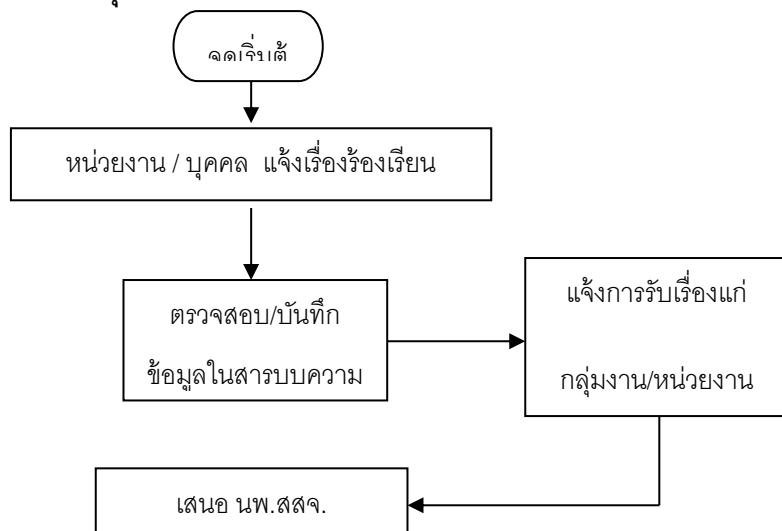 จุดเริ่มต้
หน่วยงาน / บุคคล แจ้งเรื่องร้องเรียน
ตรวจสอบ/บันทึก
ข้อมูลในสารบบความ
แจ้งการรับเรื่องแก่
กลุ่มงาน/หน่วยงาน
เสนอ นพ.สสจ.